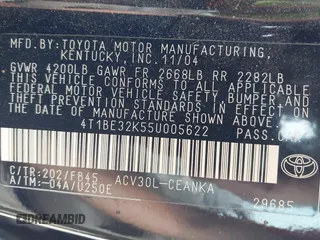 MFD. BY:TOYOTA MOTOR MANUFACTURING,
KENTUCKY, INC. 11/04
GVWR 4200LB GAWR FR 2668LB RR 2282LB
THIS VEHICLE CONFORMS TO ALL APPLICABLE
FEDERAL MOTOR VEHICLE SAFETY, BUMPER, AND
THEFT PREVENTION STANDARDS IN EFFECT ON
THE DATE OF MANUFACTURE SHOWN ABOVE.
4T1BE32K55U005622 PASS.CAR
C/TR:202/FB45 ACV30L-CEANKA
A/TM:-04A/U250E
TOYOTA
29685
© DREAMBID